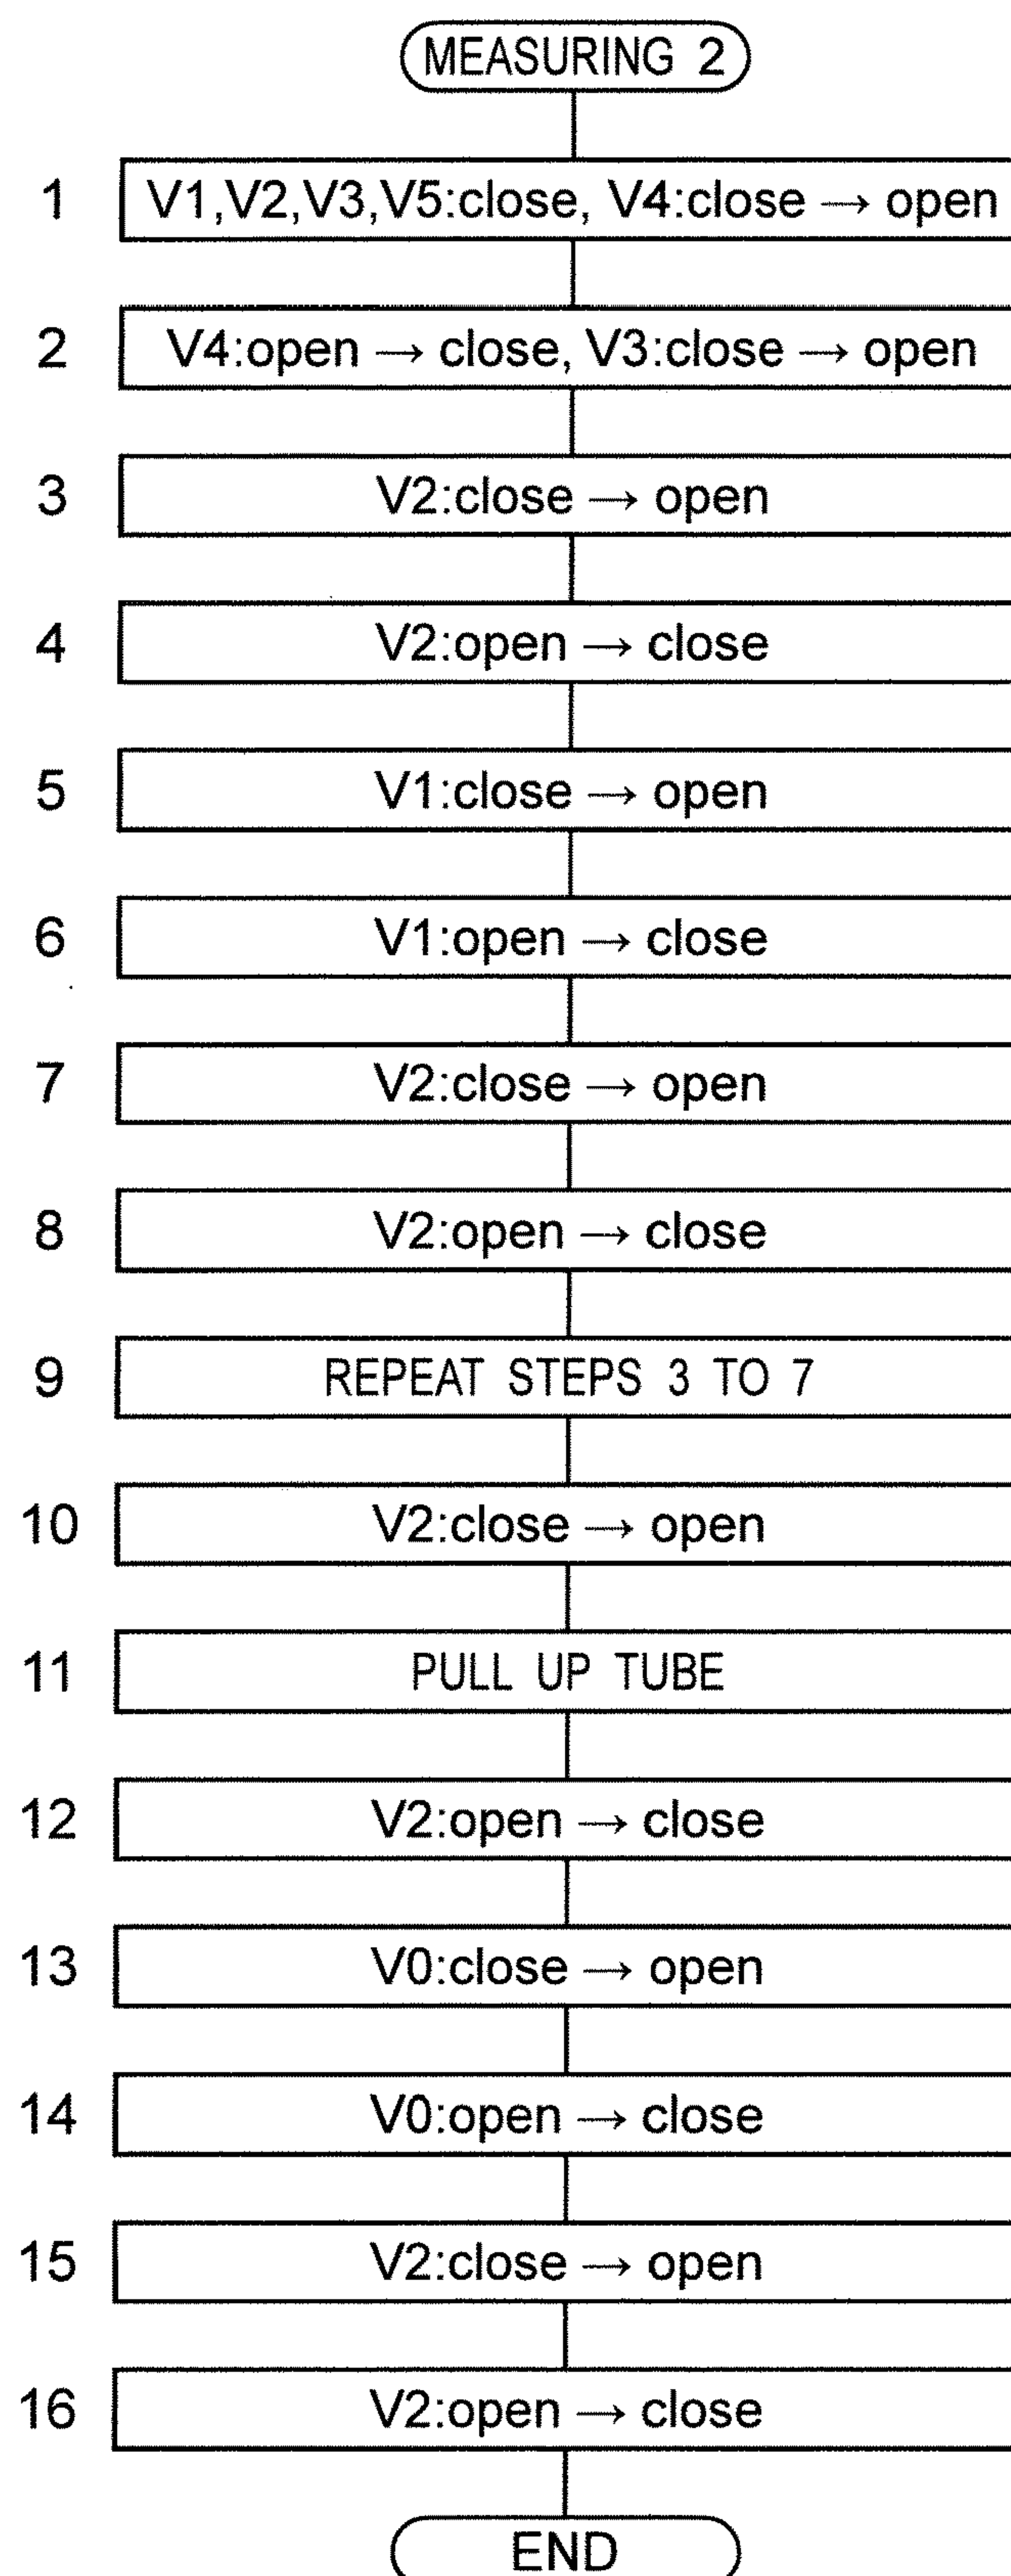 MEASURING 2
1 V1,V2,V3,V5:close, V4:close → open
2 V4:open → close, V3:close → open
3 V2:close → open
4 V2:open → close
5 V1:close → open
6 V1:open → close
7 V2:close → open
8 V2:open → close
9 REPEAT STEPS 3 TO 7
10 V2:close → open
11 PULL UP TUBE
12 V2:open → close
13 V0:close → open
14 V0:open → close
15 V2:close → open
16 V2:open → close
END